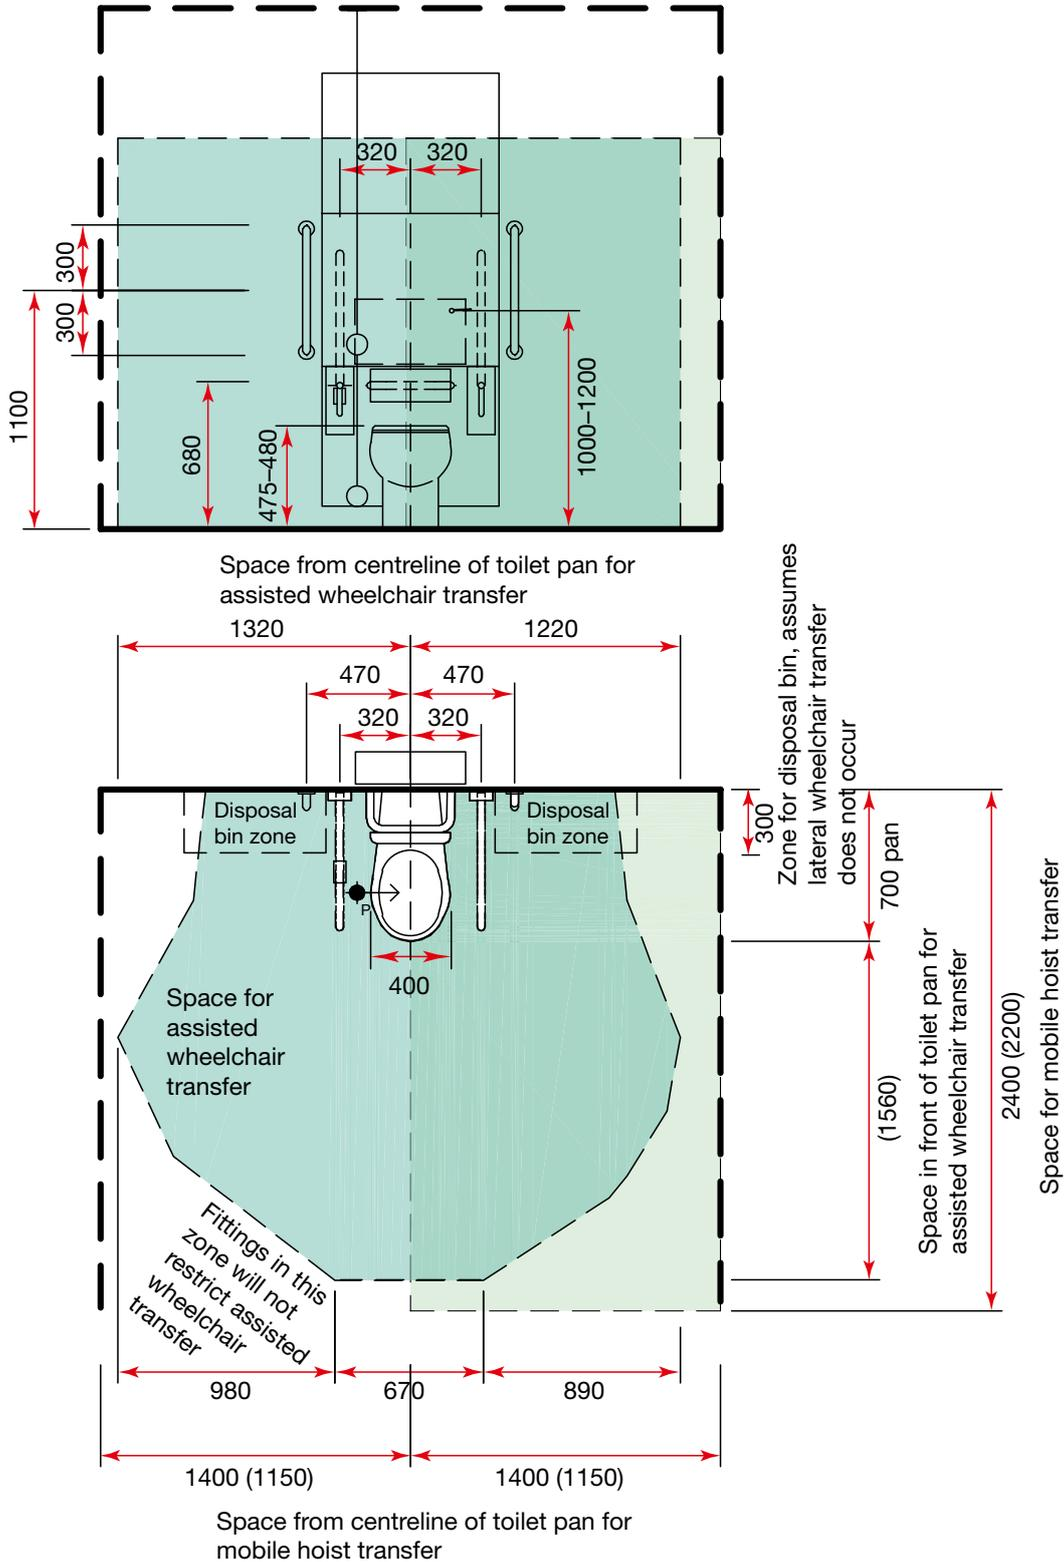 320
320
300
300
1100
680
475–480
1000–1200
Space from centreline of toilet pan for
assisted wheelchair transfer
1320
1220
470
470
320
320
Zone for disposal bin, assumes
lateral wheelchair transfer
does not occur
Disposal
bin zone
Disposal
bin zone
300
700 pan
P
400
Space for
assisted
wheelchair
transfer
(1560)
Space in front of toilet pan for
assisted wheelchair transfer
2400 (2200)
Space for mobile hoist transfer
Fittings in this
zone will not
restrict assisted
wheelchair
transfer
980
670
890
1400 (1150)
1400 (1150)
Space from centreline of toilet pan for
mobile hoist transfer